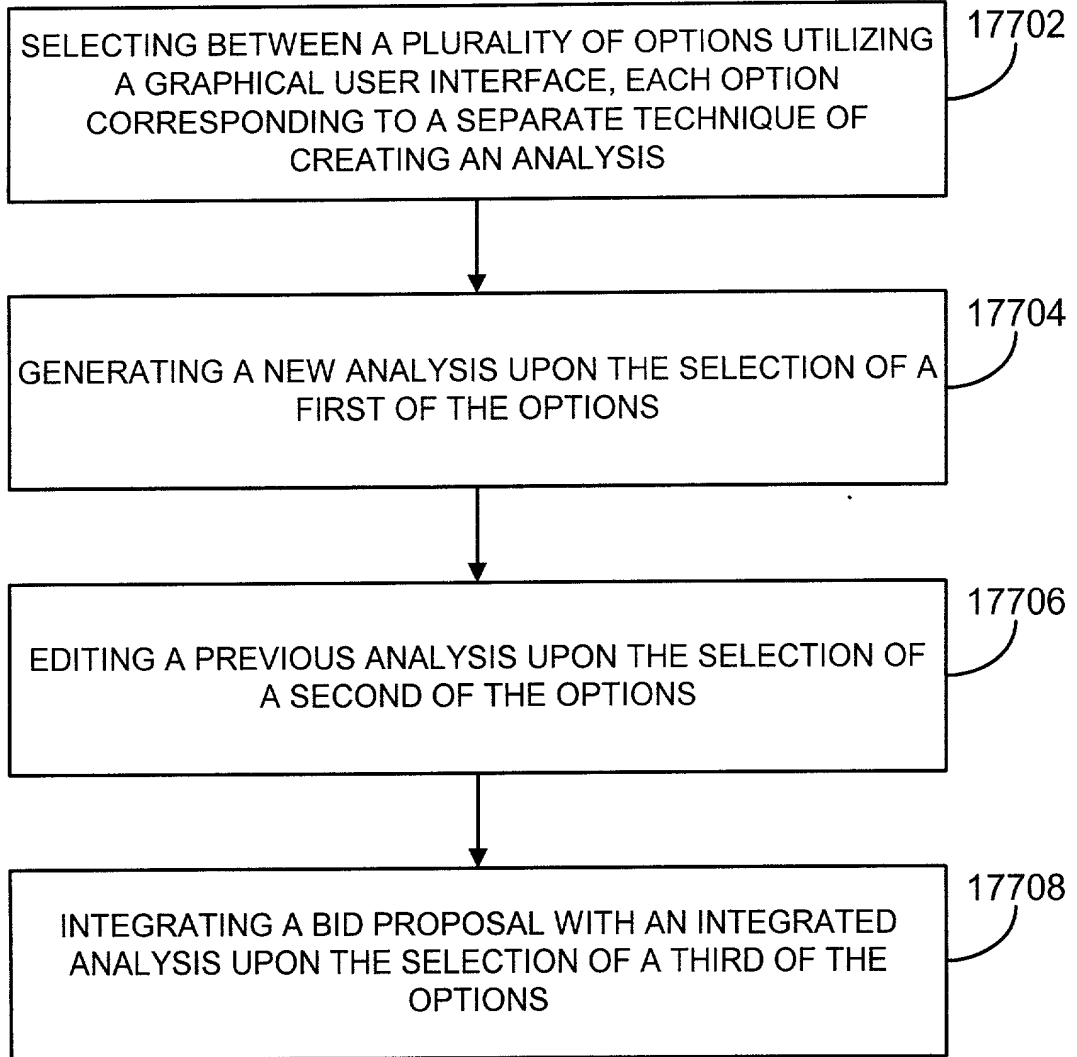 SELECTING BETWEEN A PLURALITY OF OPTIONS UTILIZING
A GRAPHICAL USER INTERFACE, EACH OPTION
CORRESPONDING TO A SEPARATE TECHNIQUE OF
CREATING AN ANALYSIS
17702
GENERATING A NEW ANALYSIS UPON THE SELECTION OF A
FIRST OF THE OPTIONS
17704
EDITING A PREVIOUS ANALYSIS UPON THE SELECTION OF
A SECOND OF THE OPTIONS
17706
INTEGRATING A BID PROPOSAL WITH AN INTEGRATED
ANALYSIS UPON THE SELECTION OF A THIRD OF THE
OPTIONS
17708